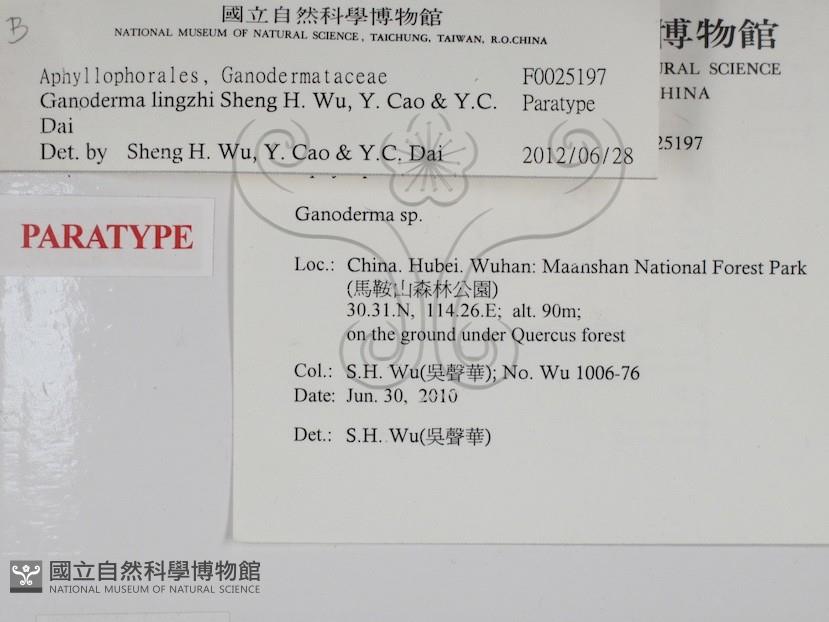 B
國立自然科學博物館
NATIONAL MUSEUM OF NATURAL SCIENCE, TAICHUNG, TAIWAN, R.O.CHINA
Aphyllophorales, Ganodermataceae F0025197
Ganoderma lingzhi Sheng H. Wu, Y. Cao & Y.C. Paratype
Dai
Det. by Sheng H. Wu, Y. Cao & Y.C. Dai 2012/06/28
博物館
URAL SCIENCE
HINA
25197
PARATYPE
Ganoderma sp.
Loc.: China. Hubei. Wuhan: Maanshan National Forest Park
(馬鞍山森林公園)
30.31.N, 114.26.E; alt. 90m;
on the ground under Quercus forest
Col.: S.H. Wu(吳聲華); No. Wu 1006-76
Date: Jun. 30, 2010
Det.: S.H. Wu(吳聲華)
國立自然科學博物館
NATIONAL MUSEUM OF NATURAL SCIENCE